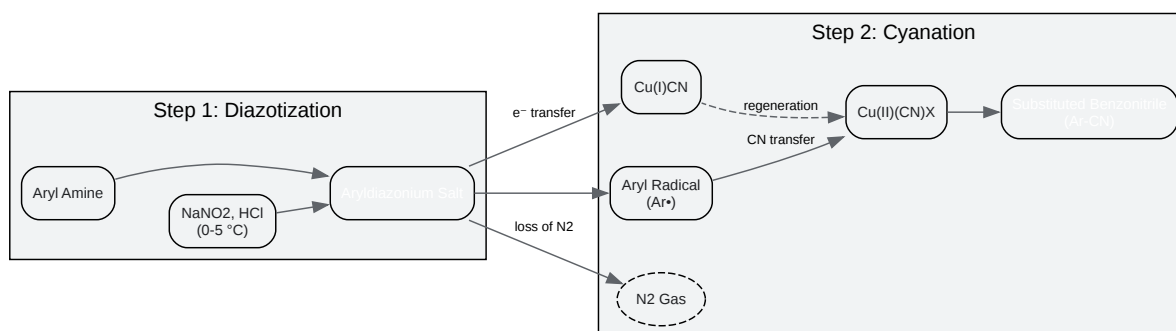 Step 1: Diazotization
Aryl Amine
NaNO2, HCl
(0-5 °C)
Aryldiazonium Salt
e⁻ transfer
loss of N2
Step 2: Cyanation
Cu(I)CN
regeneration
CN transfer
Aryl Radical
(Ar•)
N2 Gas
Cu(II)(CN)X
Substituted Benzonitrile
(Ar-CN)